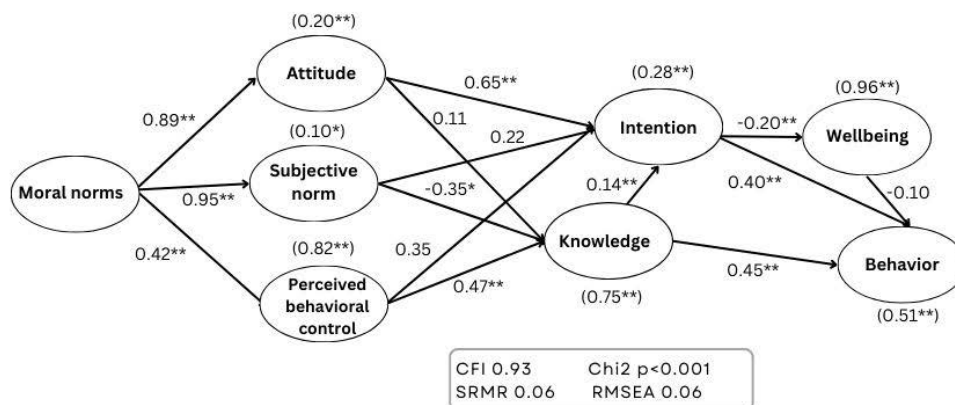 (0.20**)
Attitude
0.89**
0.65**
0.11
(0.28**)
Intention
(0.96**)
Wellbeing
-0.20**
(0.10*)
Subjective
norm
0.22
-0.35*
Moral norms
0.95**
0.14**
0.40**
-0.10
0.42**
(0.82**)
Perceived
behavioral
control
0.35
0.47**
Knowledge
(0.75**)
0.45**
Behavior
(0.51**)
CFI 0.93 Chi2 p<0.001
SRMR 0.06 RMSEA 0.06